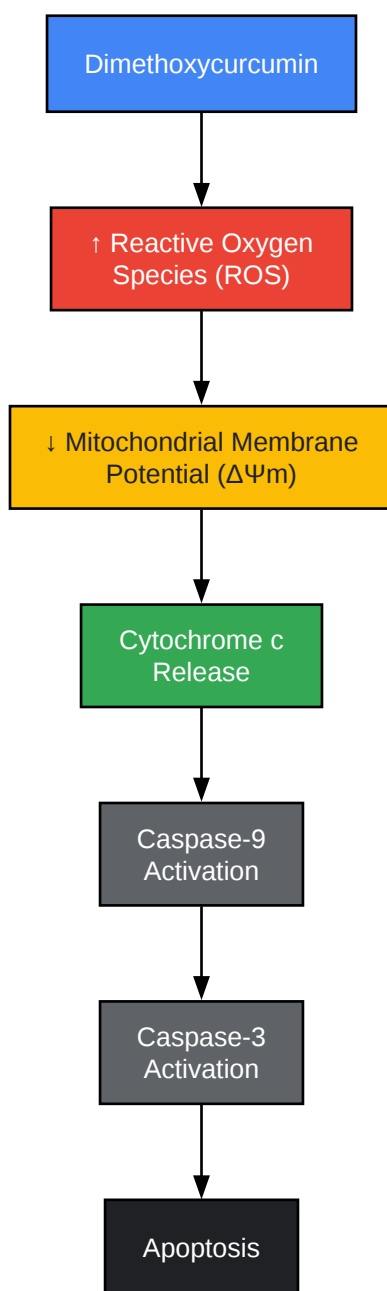 Dimethoxycurcumin
↑ Reactive Oxygen
Species (ROS)
↓ Mitochondrial Membrane
Potential (ΔΨm)
Cytochrome c
Release
Caspase-9
Activation
Caspase-3
Activation
Apoptosis